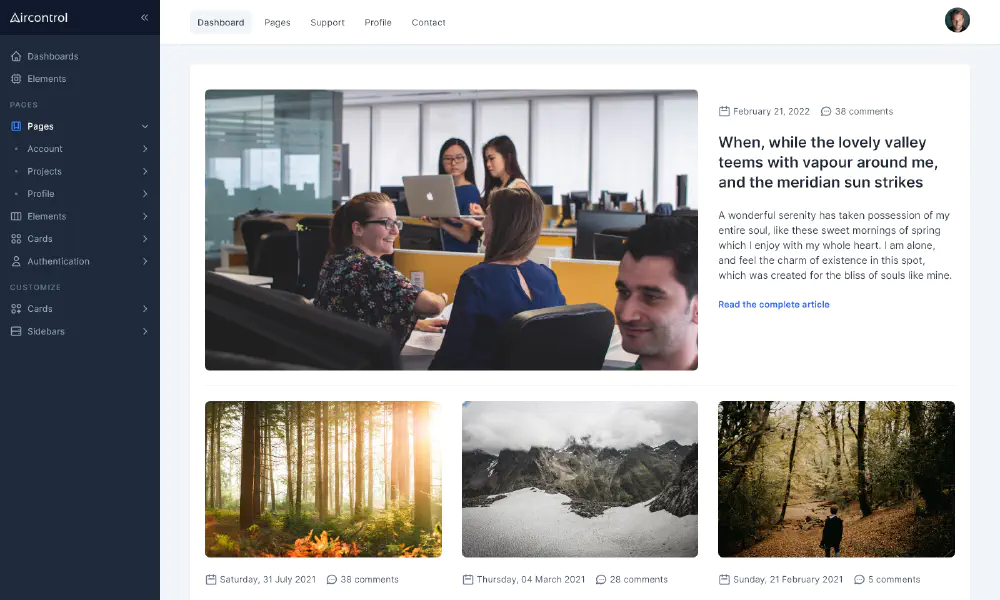 Aircontrol
Dashboards
Elements
PAGES
Pages
Account
Projects
Profile
Elements
Cards
Authentication
CUSTOMIZE
Cards
Sidebars
Dashboard Pages Support Profile Contact
February 21, 2022 38 comments
When, while the lovely valley
teems with vapour around me,
and the meridian sun strikes
A wonderful serenity has taken possession of my
entire soul, like these sweet mornings of spring
which I enjoy with my whole heart. I am alone,
and feel the charm of existence in this spot,
which was created for the bliss of souls like mine.
Read the complete article
Saturday, 31 July 2021 38 comments
Thursday, 04 March 2021 28 comments
Sunday, 21 February 2021 5 comments